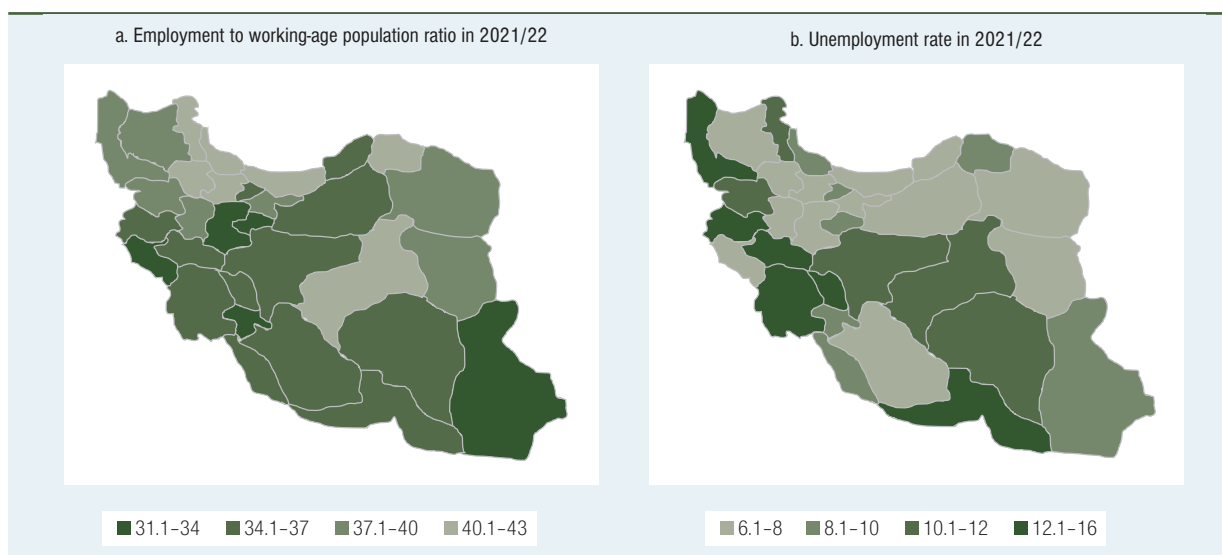 a. Employment to working-age population ratio in 2021/22
b. Unemployment rate in 2021/22
31.1–34 34.1–37 37.1–40 40.1–43
6.1–8 8.1–10 10.1–12 12.1–16